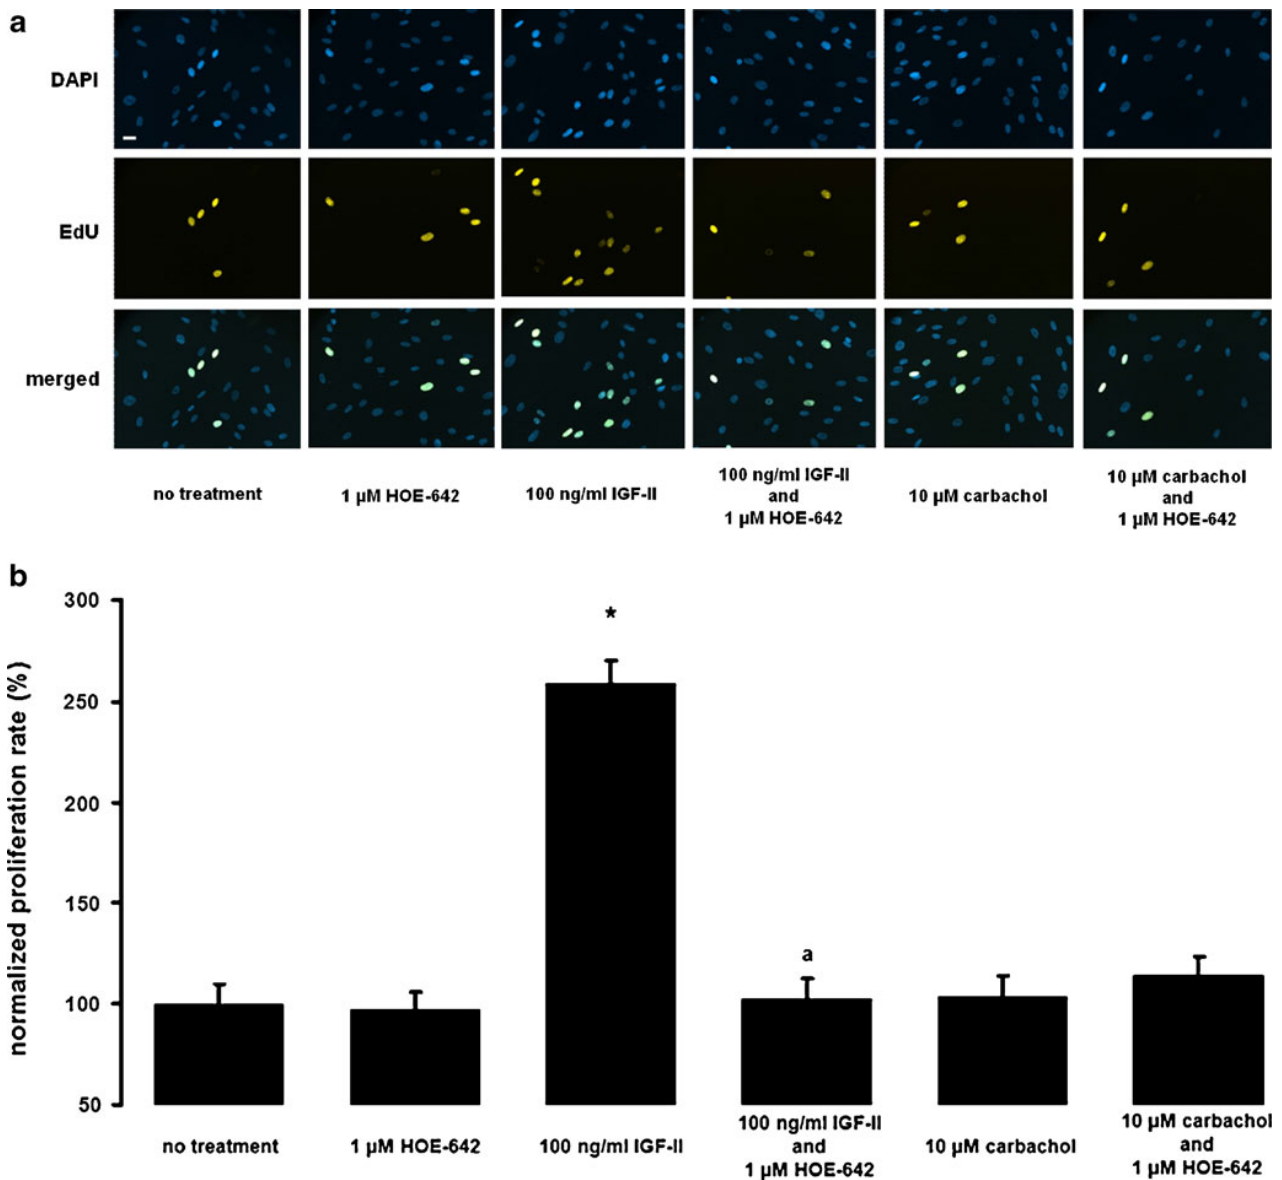 a
DAPI
EdU
merged
no treatment
1 µM HOE-642
100 ng/ml IGF-II
100 ng/ml IGF-II
and
1 µM HOE-642
10 µM carbachol
10 µM carbachol
and
1 µM HOE-642
b
normalized proliferation rate (%)
300
250
200
150
100
50
*
a
no treatment
1 µM HOE-642
100 ng/ml IGF-II
100 ng/ml IGF-II
and
1 µM HOE-642
10 µM carbachol
10 µM carbachol
and
1 µM HOE-642